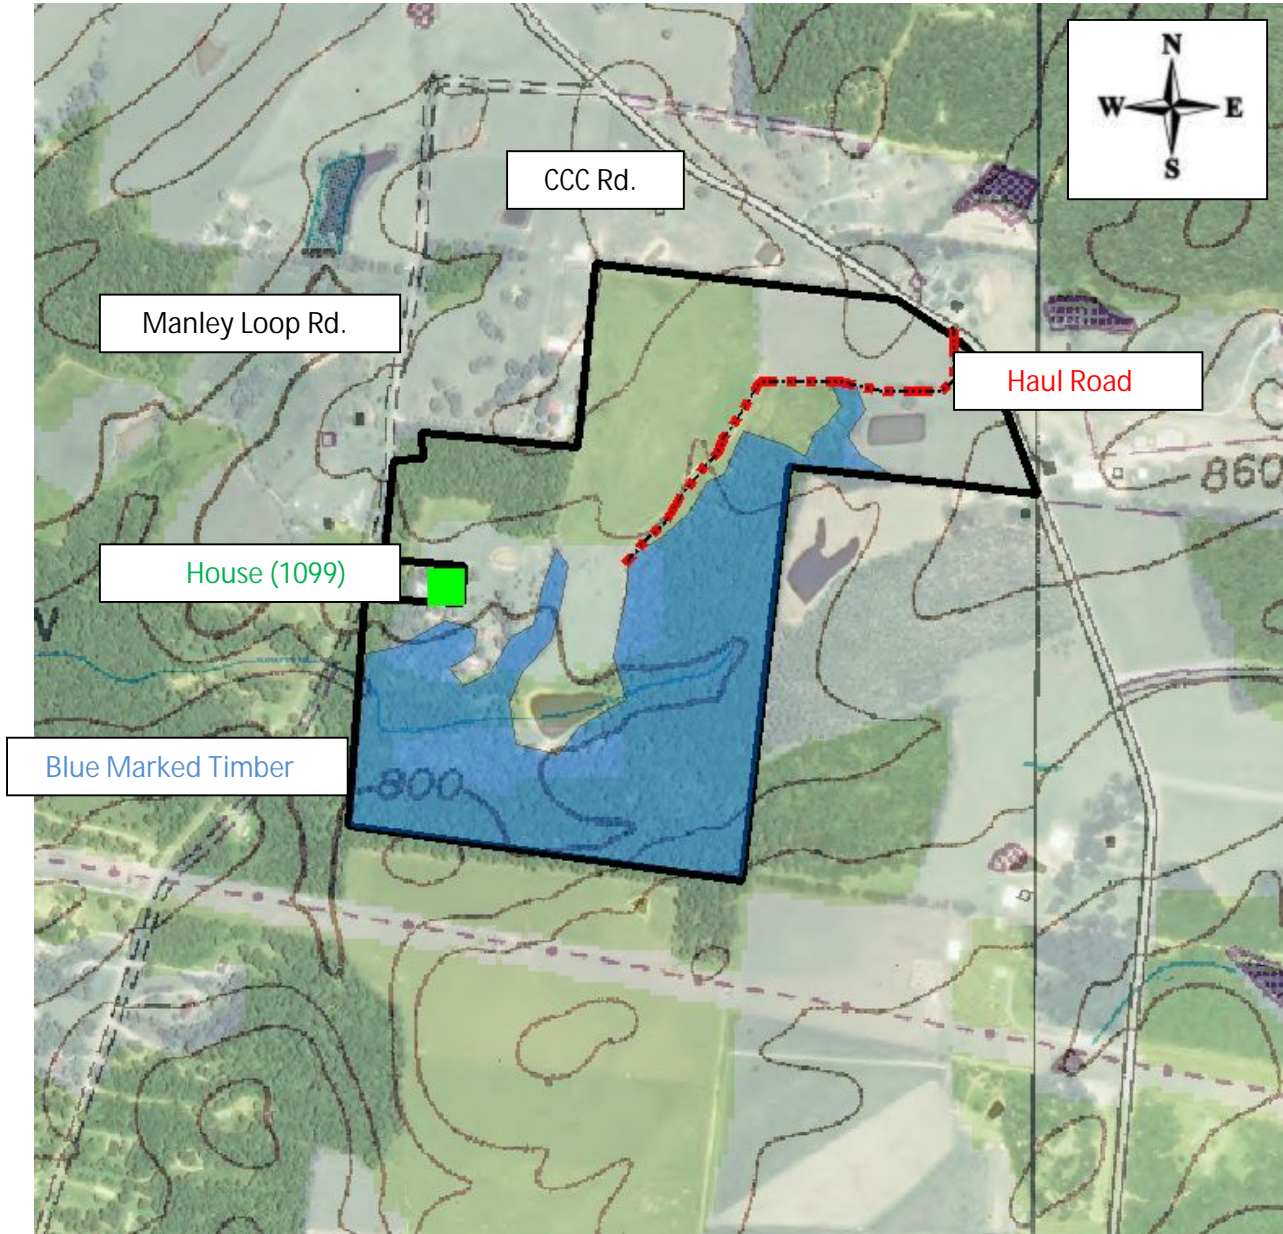 N
W E
S
CCC Rd.
Manley Loop Rd.
Haul Road
860
House (1099)
Blue Marked Timber
800